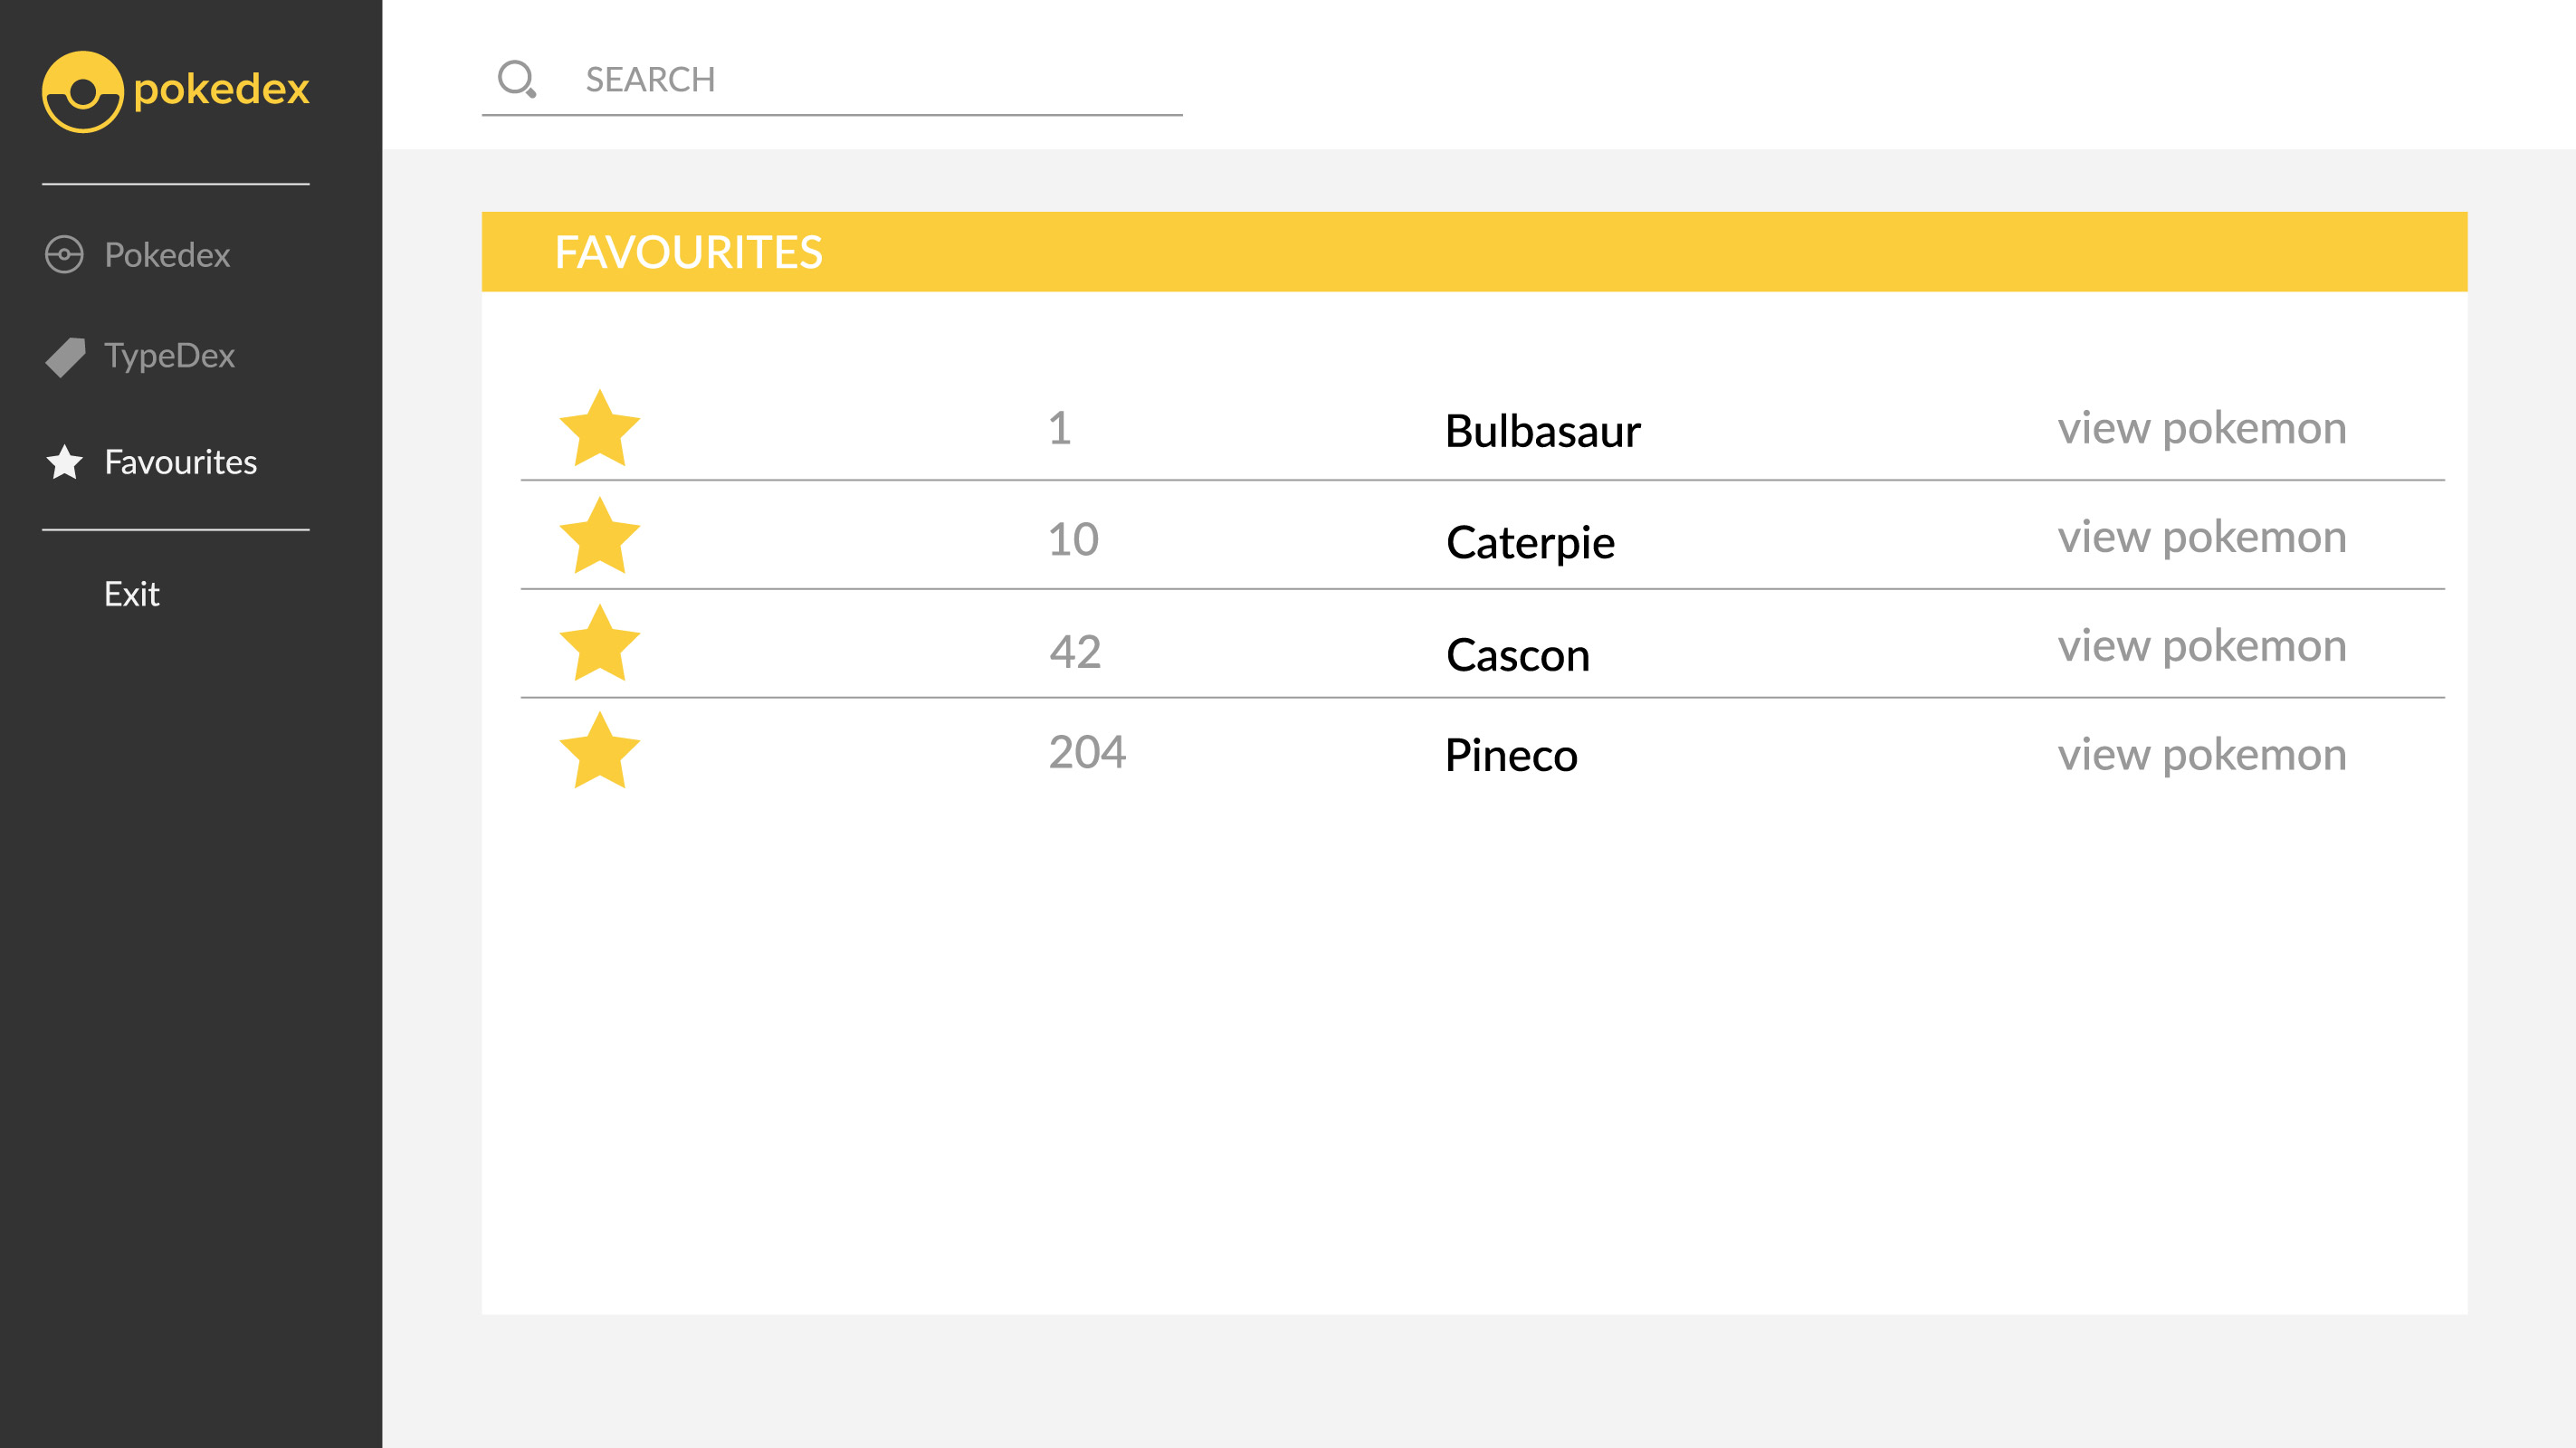 pokedex
Pokedex
TypeDex
Favourites
Exit
SEARCH
FAVOURITES
1 Bulbasaur view pokemon
10 Caterpie view pokemon
42 Cascon view pokemon
204 Pineco view pokemon